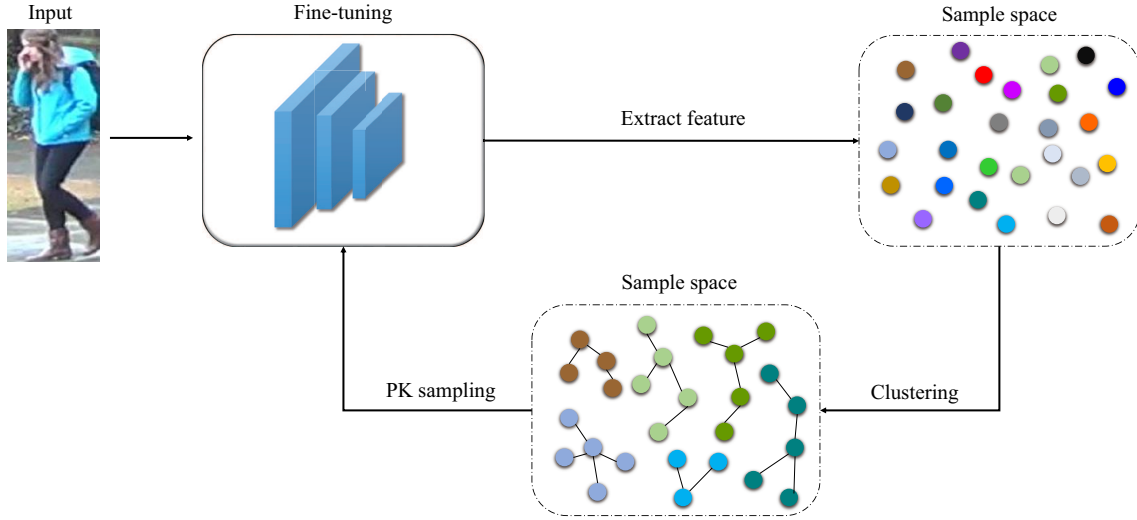 Input
Fine-tuning
Sample space
Extract feature
Sample space
PK sampling
Clustering